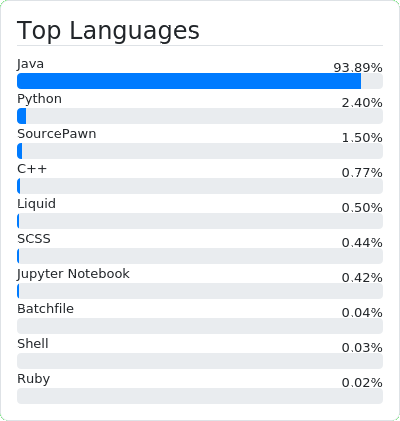 Top Languages
Java 93.89%
Python 2.40%
SourcePawn 1.50%
C++ 0.77%
Liquid 0.50%
SCSS 0.44%
Jupyter Notebook 0.42%
Batchfile 0.04%
Shell 0.03%
Ruby 0.02%